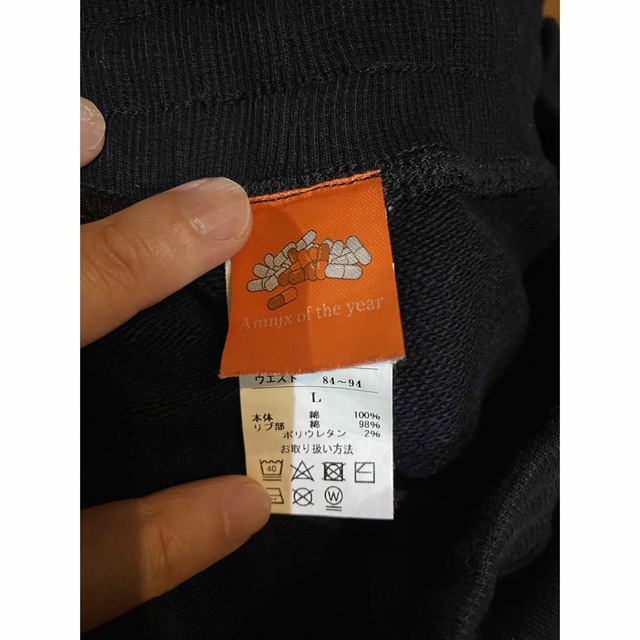 Amnjx of the year
ウエスト 84～94
L
本体 綿 100%
リブ部 綿 98%
ポリウレタン 2%
お取り扱い方法
40
W